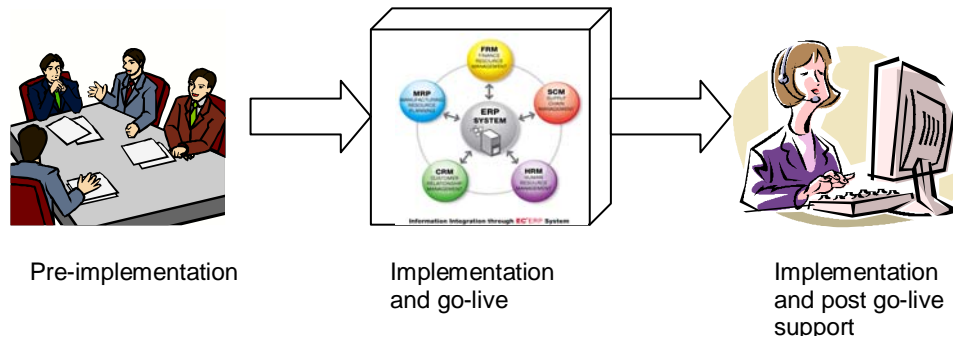 FRM
FINANCE
RESOURCE
MANAGEMENT
MRP
MANUFACTURING
RESOURCE
PLANNING
SCM
SUPPLY
CHAIN
MANAGEMENT
ERP
SYSTEM
CRM
CUSTOMER
RELATIONSHIP
MANAGEMENT
HRM
HUMAN
RESOURCE
MANAGEMENT
Information Integration through EC²ERP System
Pre-implementation
Implementation
and go-live
Implementation
and post go-live
support